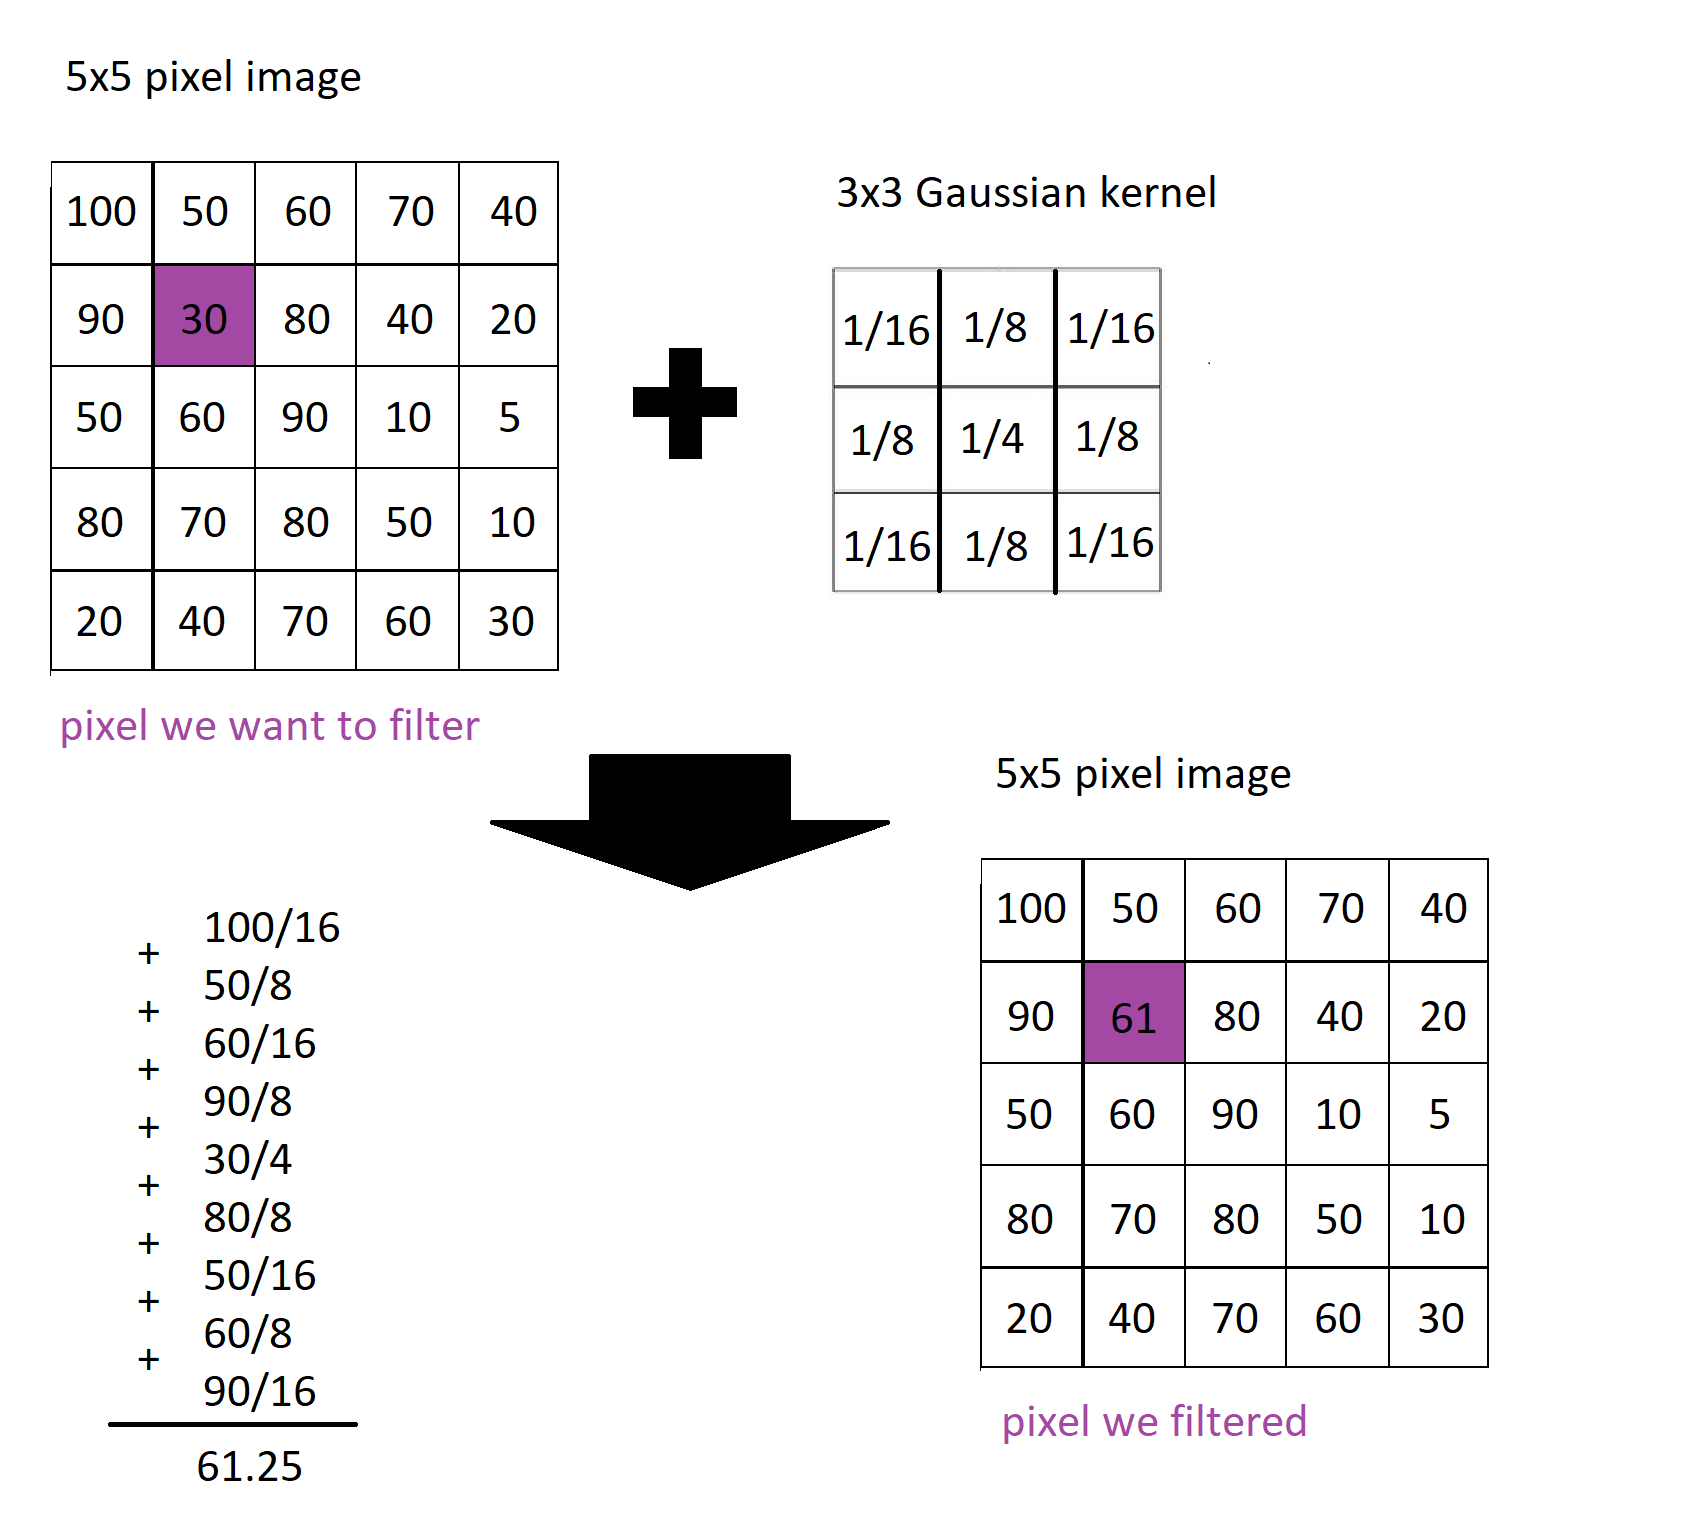 5x5 pixel image
100 50 60 70 40
90 30 80 40 20
50 60 90 10 5
80 70 80 50 10
20 40 70 60 30
pixel we want to filter
3x3 Gaussian kernel
1/16 1/8 1/16
1/8 1/4 1/8
1/16 1/8 1/16
100/16
+
50/8
+
60/16
+
90/8
+
30/4
+
80/8
+
50/16
+
60/8
+
90/16
61.25
5x5 pixel image
100 50 60 70 40
90 61 80 40 20
50 60 90 10 5
80 70 80 50 10
20 40 70 60 30
pixel we filtered